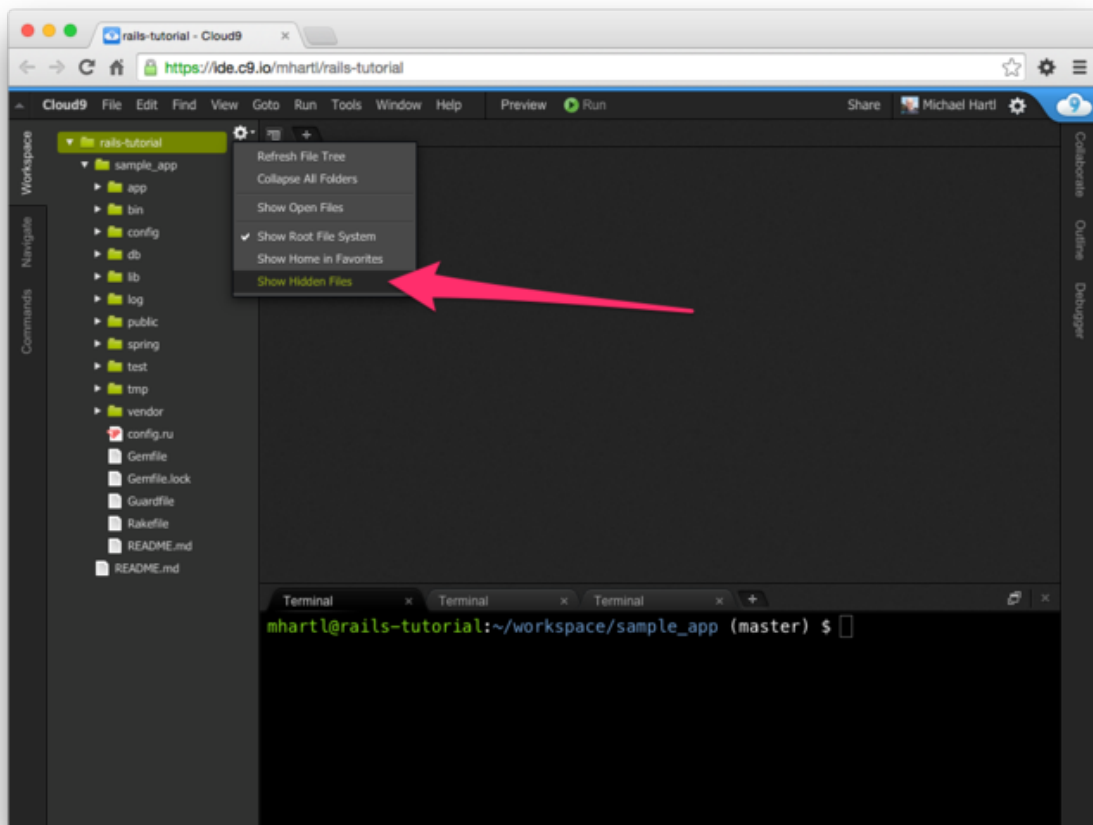 rails-tutorial - Cloud9
https://ide.c9.io/mhartl/rails-tutorial
Cloud9 File Edit Find View Goto Run Tools Window Help Preview Run Share Michael Hartl 9
Workspace
Navigate
Commands
rails-tutorial
sample_app
app
bin
config
db
lib
log
public
spring
test
tmp
vendor
config.ru
Gemfile
Gemfile.lock
Guardfile
Rakefile
README.md
README.md
Refresh File Tree
Collapse All Folders
Show Open Files
Show Root File System
Show Home in Favorites
Show Hidden Files
Collaborate
Outline
Debugger
Terminal Terminal Terminal
mhartl@rails-tutorial:~/workspace/sample_app (master) $